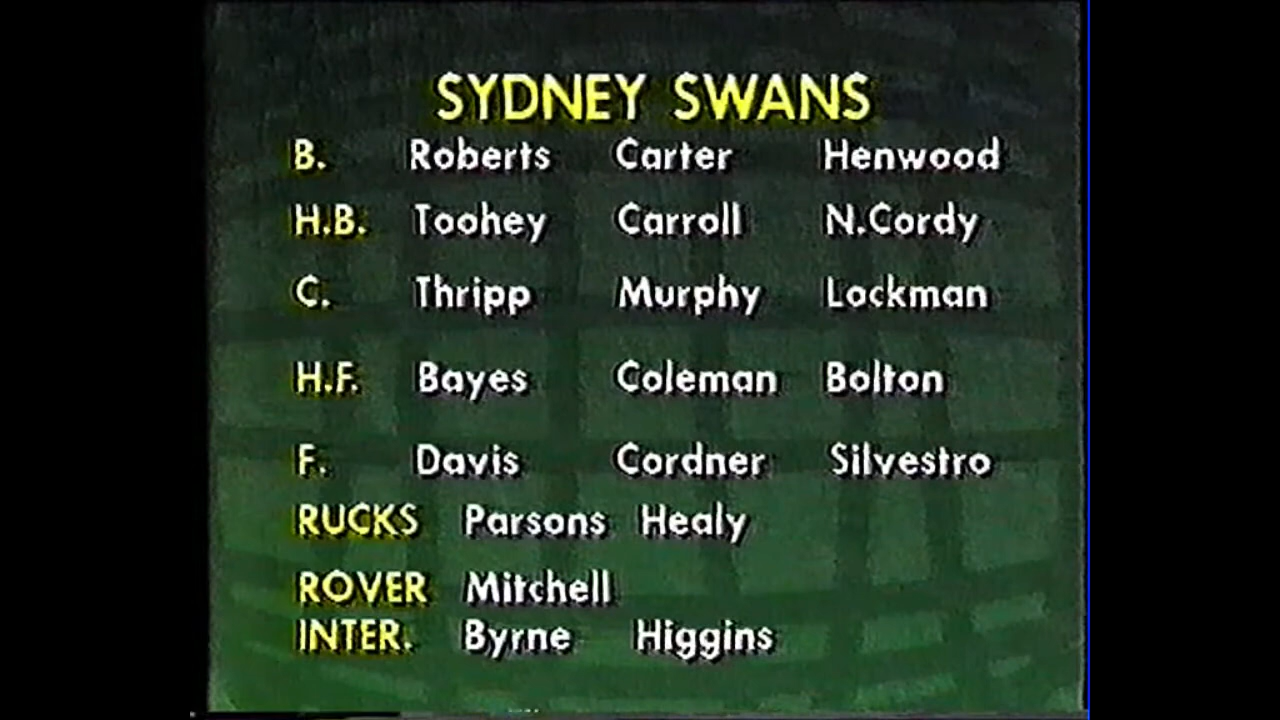 SYDNEY SWANS
B. Roberts Carter Henwood
H.B. Toohey Carroll N.Cordy
C. Thripp Murphy Lockman
H.F. Bayes Coleman Bolton
F. Davis Cordner Silvestro
RUCKS Parsons Healy
ROVER Mitchell
INTER. Byrne Higgins